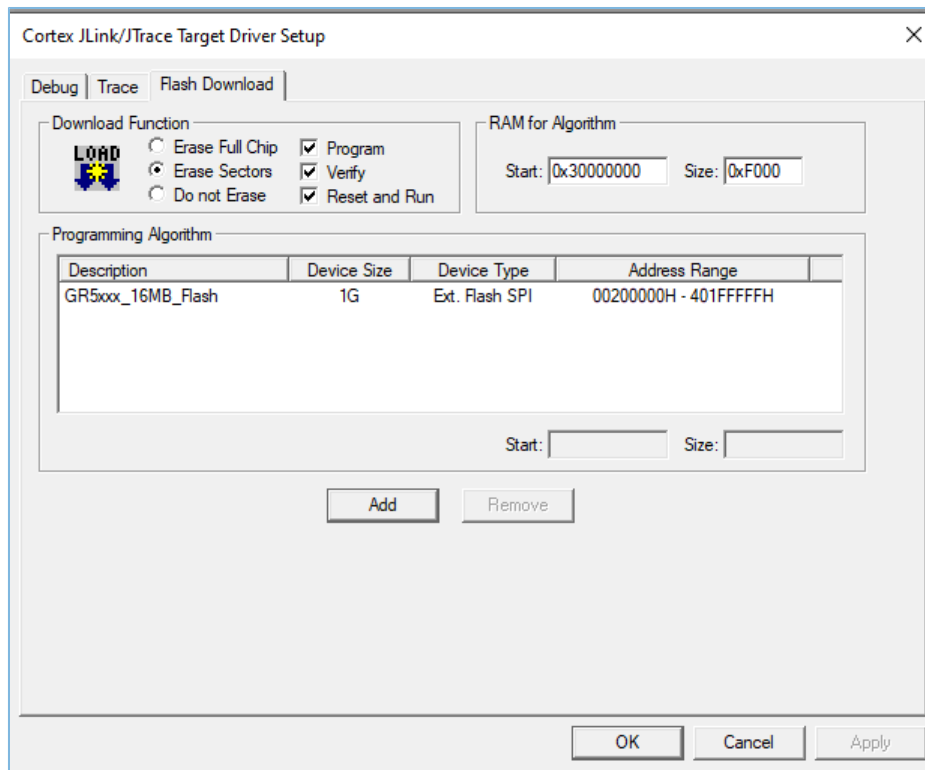 Cortex JLink/JTrace Target Driver Setup
Debug Trace Flash Download
Download Function
LOAD
Erase Full Chip
Erase Sectors
Do not Erase
Program
Verify
Reset and Run
RAM for Algorithm
Start: 0x30000000 Size: 0xF000
Programming Algorithm
Description Device Size Device Type Address Range
GR5xxx_16MB_Flash 1G Ext. Flash SPI 00200000H - 401FFFFFH
Start: Size:
Add Remove
OK Cancel Apply